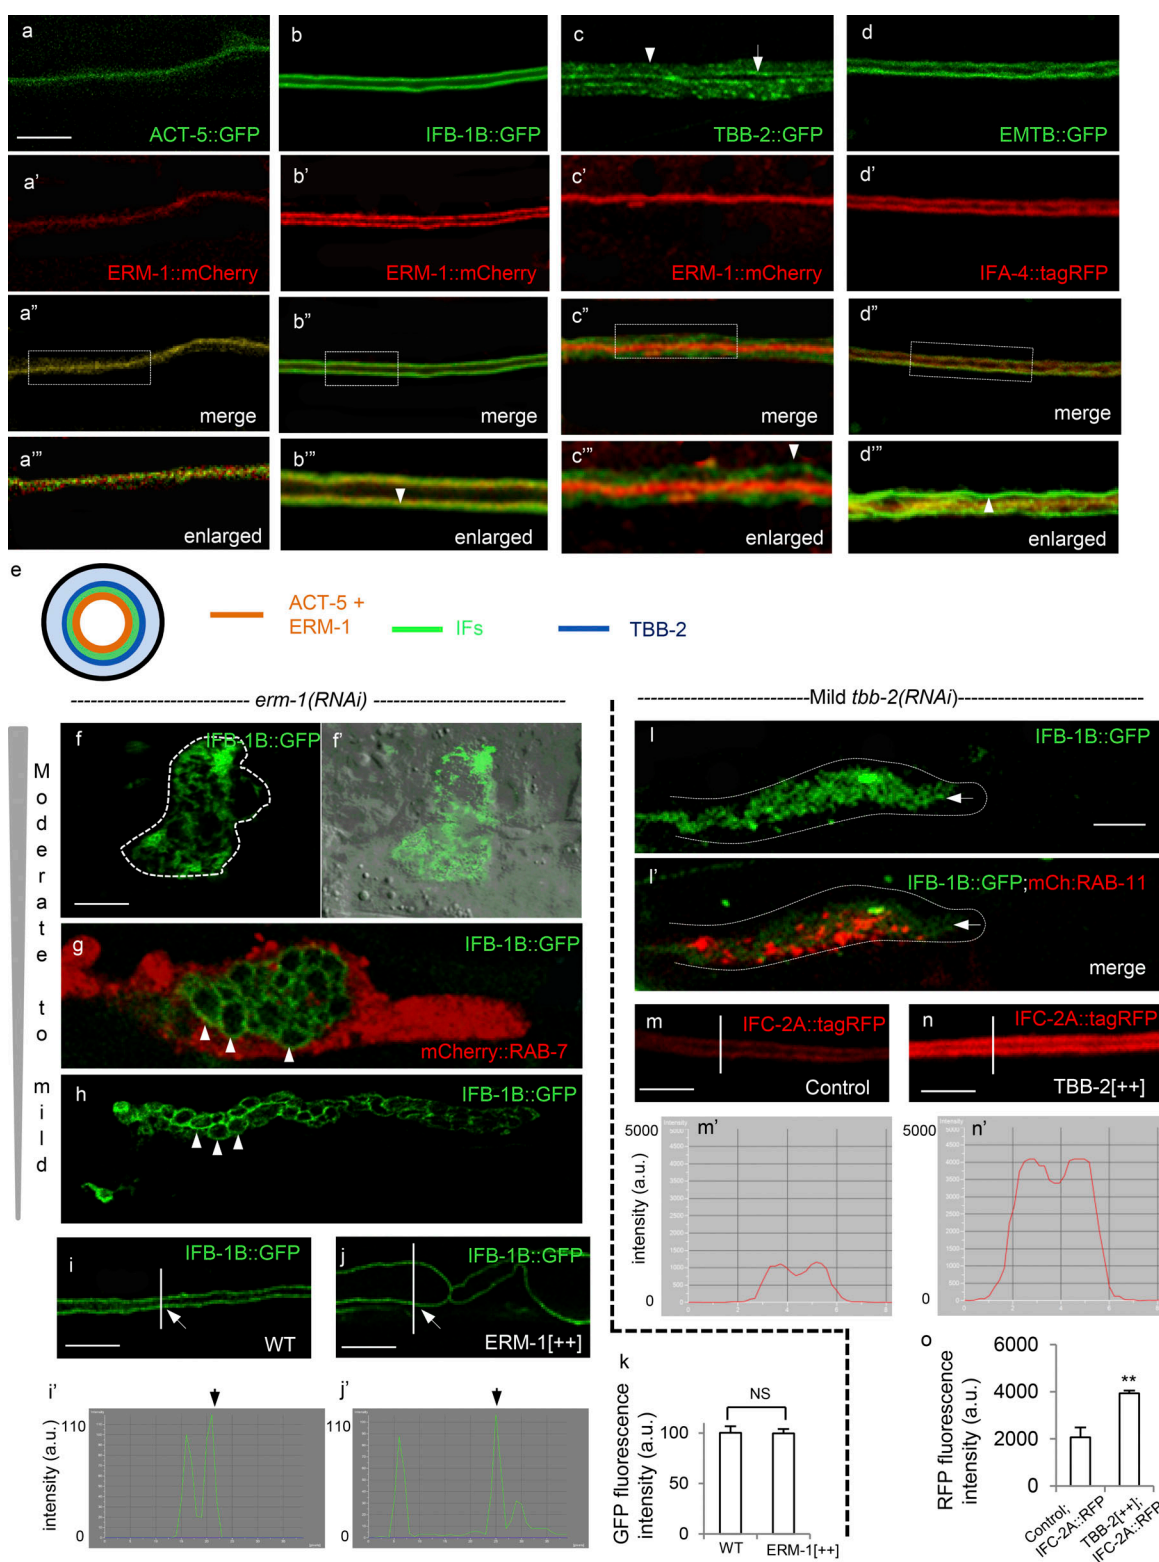 a
ACT-5::GFP
b
IFB-1B::GFP
c
TBB-2::GFP
d
EMTB::GFP
a'
ERM-1::mCherry
b'
ERM-1::mCherry
c'
ERM-1::mCherry
d'
IFA-4::tagRFP
a"
merge
b"
merge
c"
merge
d"
merge
a'"
enlarged
b'"
enlarged
c'"
enlarged
d'"
enlarged
e
ACT-5 +
ERM-1
IFs
TBB-2
erm-1(RNAi)
Mild tbb-2(RNAi)
Moderate to mild
f
IFB-1B::GFP
f'
g
IFB-1B::GFP
mCherry::RAB-7
h
IFB-1B::GFP
i
IFB-1B::GFP
WT
j
IFB-1B::GFP
ERM-1[++]
i'
110
0
intensity (a.u.)
j'
110
0
k
GFP fluorescence
intensity (a.u.)
NS
100
50
0
WT
ERM-1[++]
l
IFB-1B::GFP
l'
IFB-1B::GFP;mCh:RAB-11
merge
m
IFC-2A::tagRFP
Control
n
IFC-2A::tagRFP
TBB-2[++]
m'
5000
0
intensity (a.u.)
n'
5000
0
o
RFP fluorescence
intensity (a.u.)
6000
4000
2000
0
**
Control;
IFC-2A::RFP
TBB-2[++];
IFC-2A::RFP